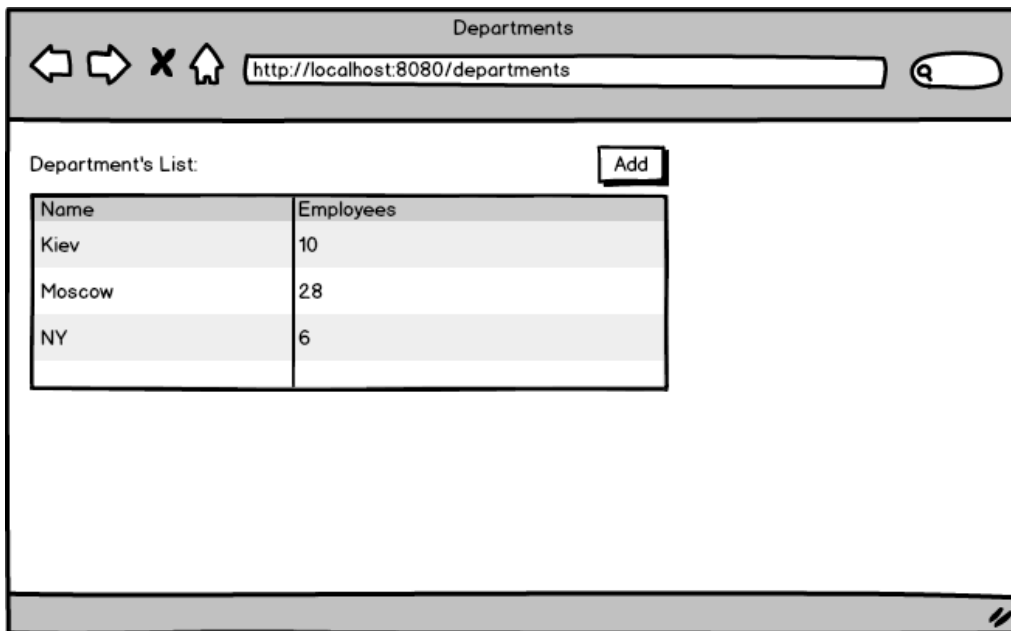 Departments
http://localhost:8080/departments
Department's List:
Add
Name Employees
Kiev 10
Moscow 28
NY 6